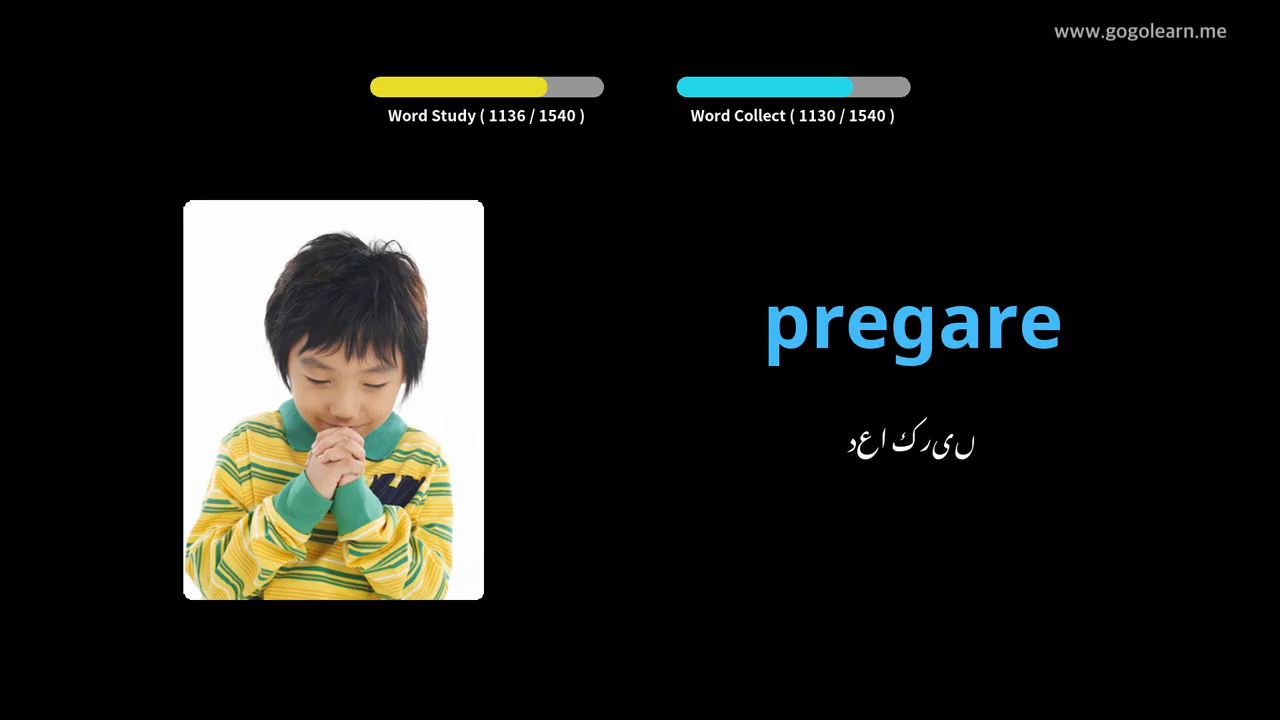 www.gogolearn.me
Word Study ( 1136 / 1540 )
Word Collect ( 1130 / 1540 )
pregare
دعا کریں